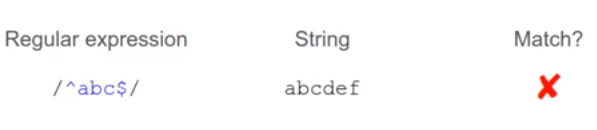 Regular expression String Match?
/^abc$/ abcdef ✘